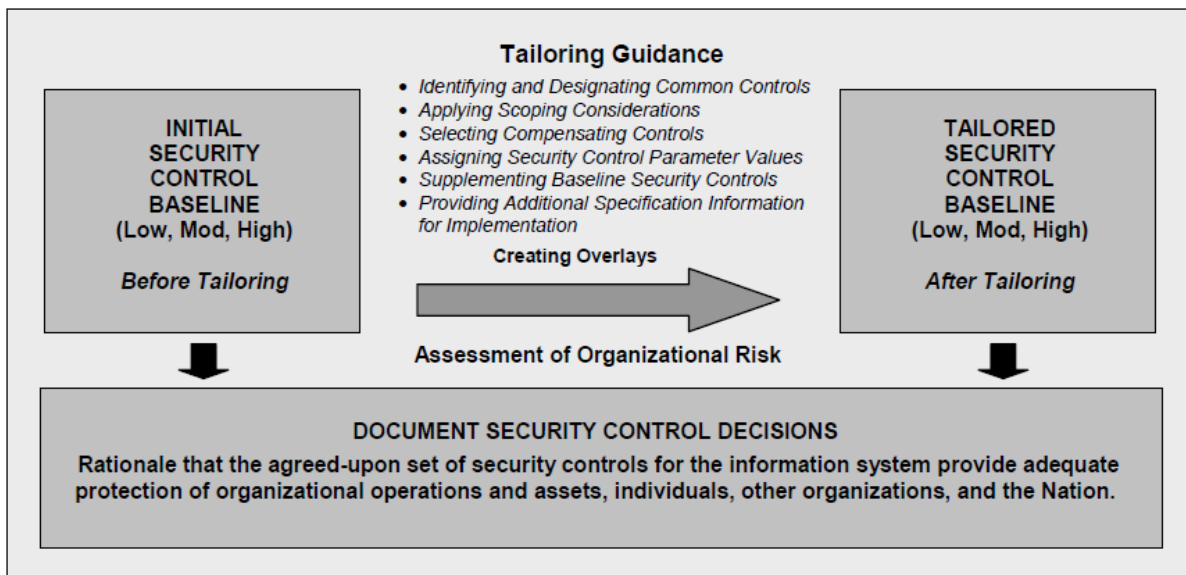 Tailoring Guidance
• Identifying and Designating Common Controls
• Applying Scoping Considerations
• Selecting Compensating Controls
• Assigning Security Control Parameter Values
• Supplementing Baseline Security Controls
• Providing Additional Specification Information
for Implementation
Creating Overlays
Assessment of Organizational Risk
INITIAL
SECURITY
CONTROL
BASELINE
(Low, Mod, High)
Before Tailoring
TAILORED
SECURITY
CONTROL
BASELINE
(Low, Mod, High)
After Tailoring
DOCUMENT SECURITY CONTROL DECISIONS
Rationale that the agreed-upon set of security controls for the information system provide adequate
protection of organizational operations and assets, individuals, other organizations, and the Nation.